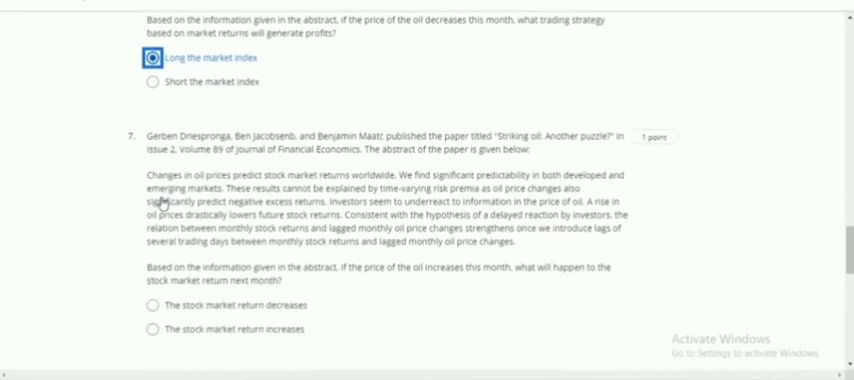 Based on the information given in the abstract, if the price of the oil decreases this month, what trading strategy
based on market returns will generate profits?
Long the market index
Short the market index
7. Gerben Driespronga, Ben Jacobsenb, and Benjamin Maatc published the paper titled "Striking oil: Another puzzle?" in
1 point
issue 2, Volume 89 of Journal of Financial Economics. The abstract of the paper is given below:
Changes in oil prices predict stock market returns worldwide. We find significant predictability in both developed and
emerging markets. These results cannot be explained by time-varying risk premia as oil price changes also
significantly predict negative excess returns. Investors seem to underreact to information in the price of oil. A rise in
oil prices drastically lowers future stock returns. Consistent with the hypothesis of a delayed reaction by investors, the
relation between monthly stock returns and lagged monthly oil price changes strengthens once we introduce lags of
several trading days between monthly stock returns and lagged monthly oil price changes.
Based on the information given in the abstract, if the price of the oil increases this month, what will happen to the
stock market return next month?
The stock market return decreases
The stock market return increases
Activate Windows
Go to Settings to activate Windows.